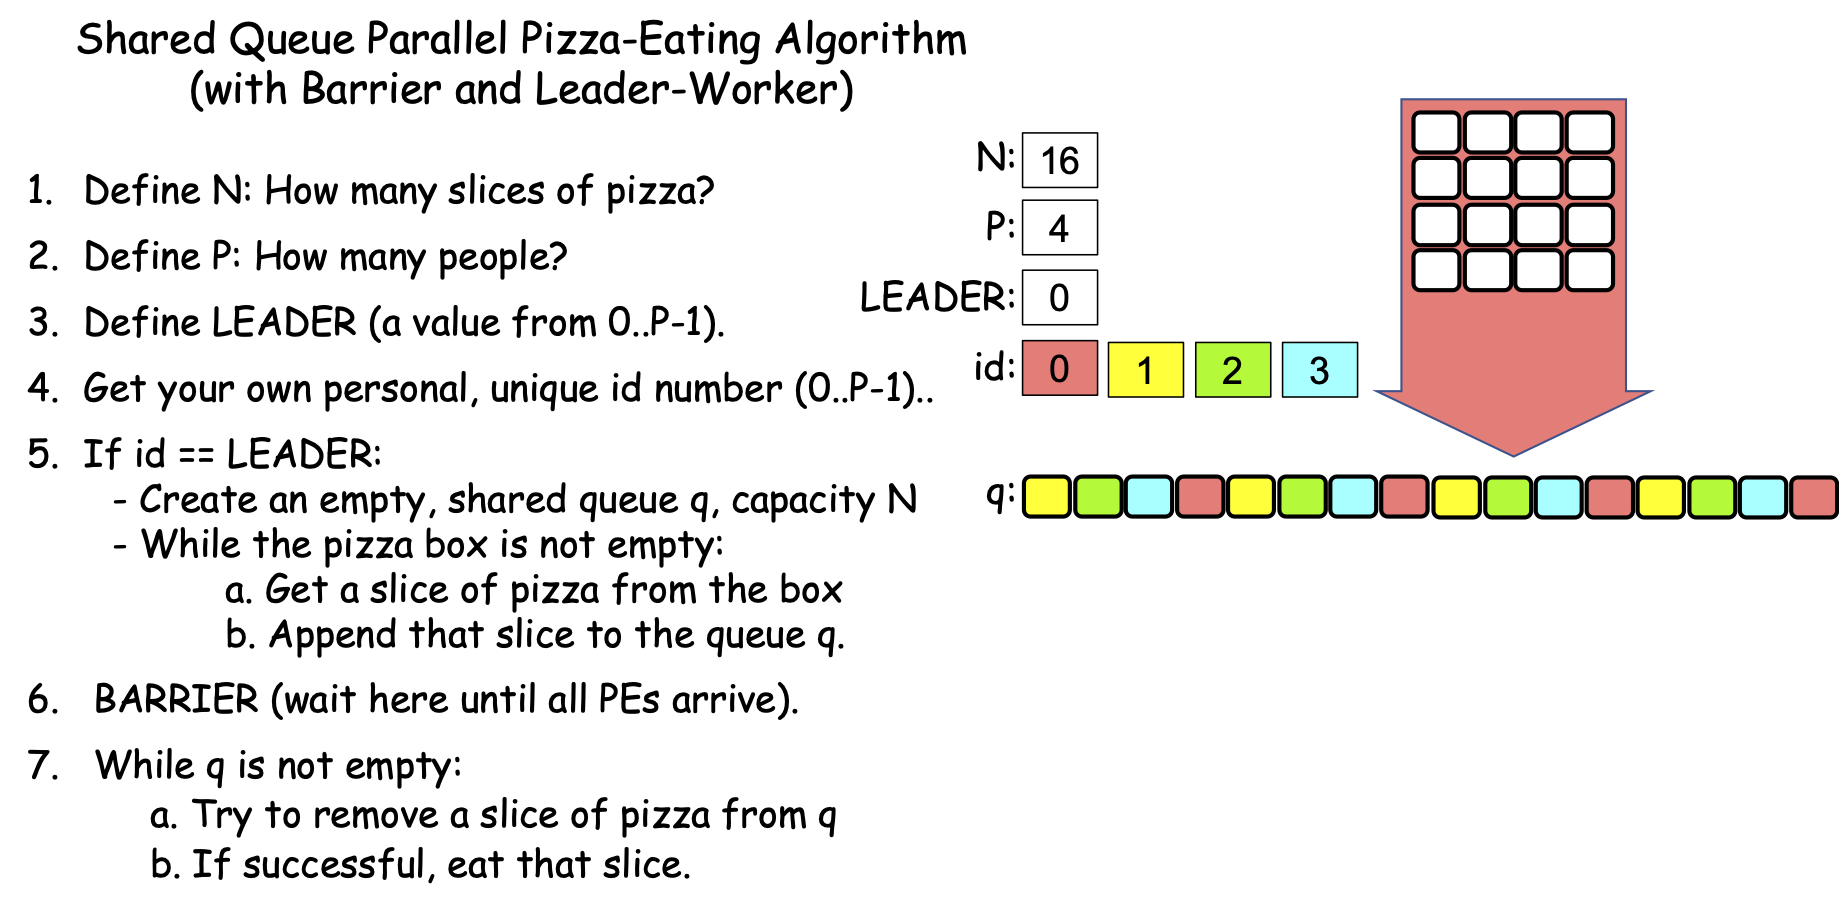 Shared Queue Parallel Pizza-Eating Algorithm
(with Barrier and Leader-Worker)
1. Define N: How many slices of pizza?
2. Define P: How many people?
3. Define LEADER (a value from 0..P-1).
4. Get your own personal, unique id number (0..P-1)..
5. If id == LEADER:
- Create an empty, shared queue q, capacity N
- While the pizza box is not empty:
a. Get a slice of pizza from the box
b. Append that slice to the queue q.
6. BARRIER (wait here until all PEs arrive).
7. While q is not empty:
a. Try to remove a slice of pizza from q
b. If successful, eat that slice.
N: 16
P: 4
LEADER: 0
id: 0 1 2 3
q: